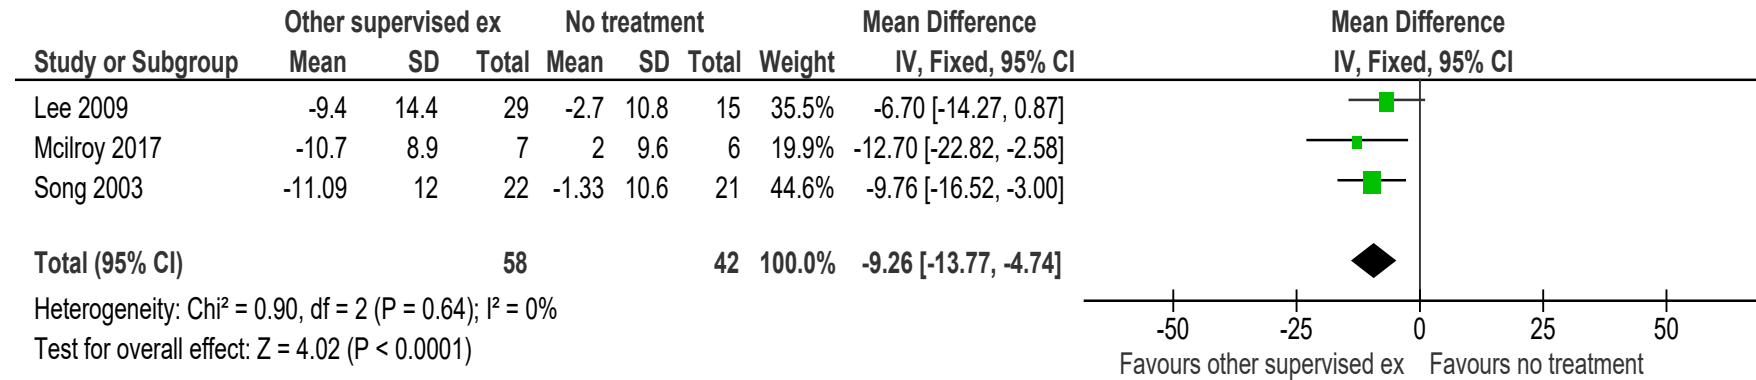 Other supervised ex No treatment Mean Difference Mean Difference
Study or Subgroup Mean SD Total Mean SD Total Weight IV, Fixed, 95% CI IV, Fixed, 95% CI
Lee 2009 -9.4 14.4 29 -2.7 10.8 15 35.5% -6.70 [-14.27, 0.87]
Mcilroy 2017 -10.7 8.9 7 2 9.6 6 19.9% -12.70 [-22.82, -2.58]
Song 2003 -11.09 12 22 -1.33 10.6 21 44.6% -9.76 [-16.52, -3.00]
Total (95% CI) 58 42 100.0% -9.26 [-13.77, -4.74]
Heterogeneity: Chi² = 0.90, df = 2 (P = 0.64); I² = 0%
Test for overall effect: Z = 4.02 (P < 0.0001)
-50 -25 0 25 50
Favours other supervised ex Favours no treatment